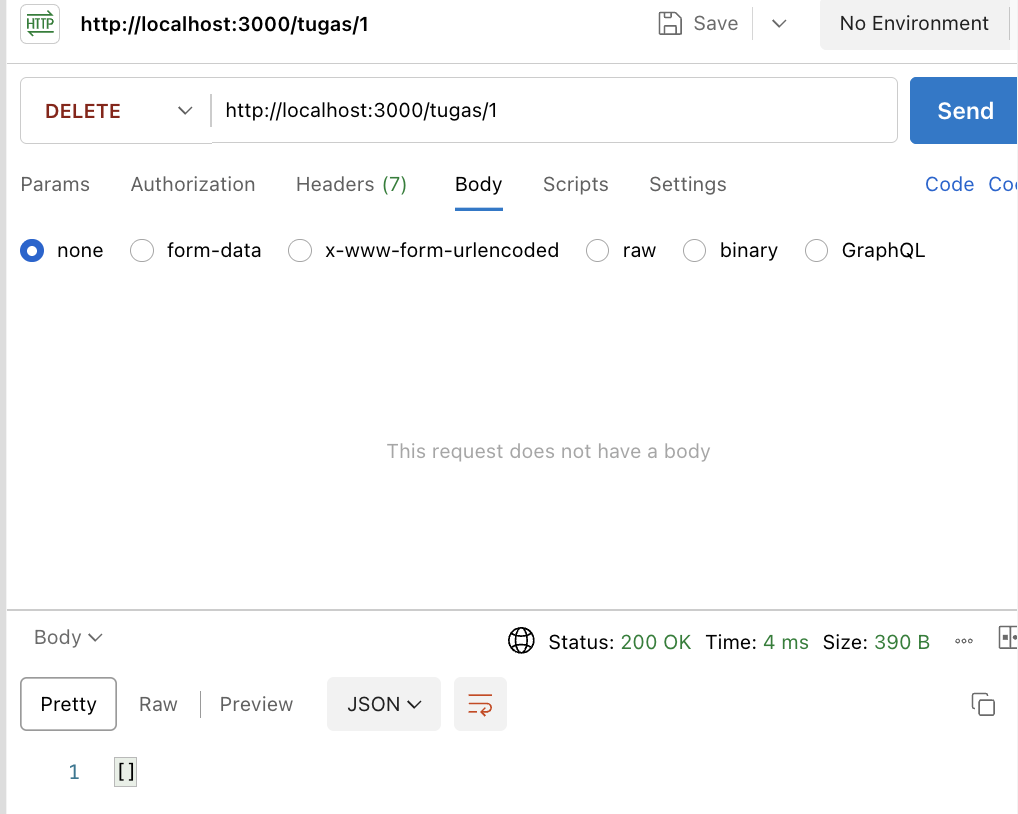 HTTP http://localhost:3000/tugas/1 Save No Environment
DELETE http://localhost:3000/tugas/1 Send
Params Authorization Headers (7) Body Scripts Settings Code Coo
none form-data x-www-form-urlencoded raw binary GraphQL
This request does not have a body
Body Status: 200 OK Time: 4 ms Size: 390 B
Pretty Raw Preview JSON
1 []